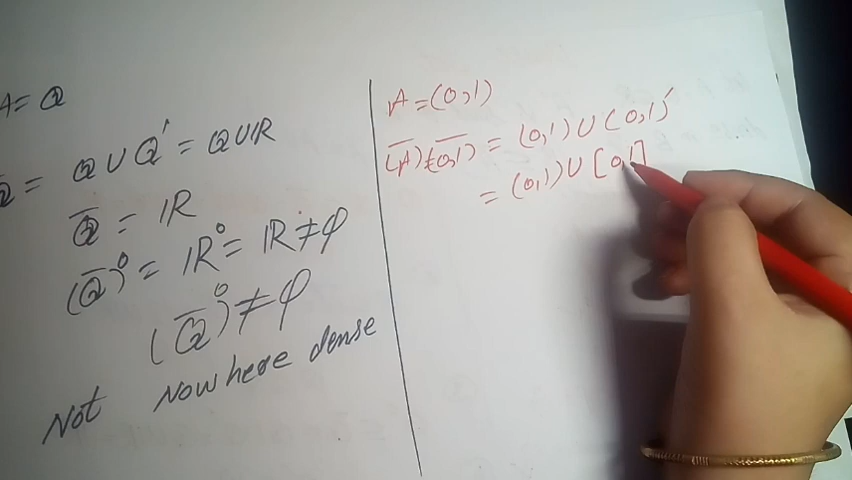 A = Q
Q̄ = Q ∪ Q' = Q ∪ IR
Q̄ = IR
(Q̄)° = IR° = IR ≠ φ
(Q̄)° ≠ φ
Not Nowhere dense
A = (0,1)
(Ā) = (0,1)‾ = (0,1) ∪ (0,1)'
= (0,1) ∪ [0,1]